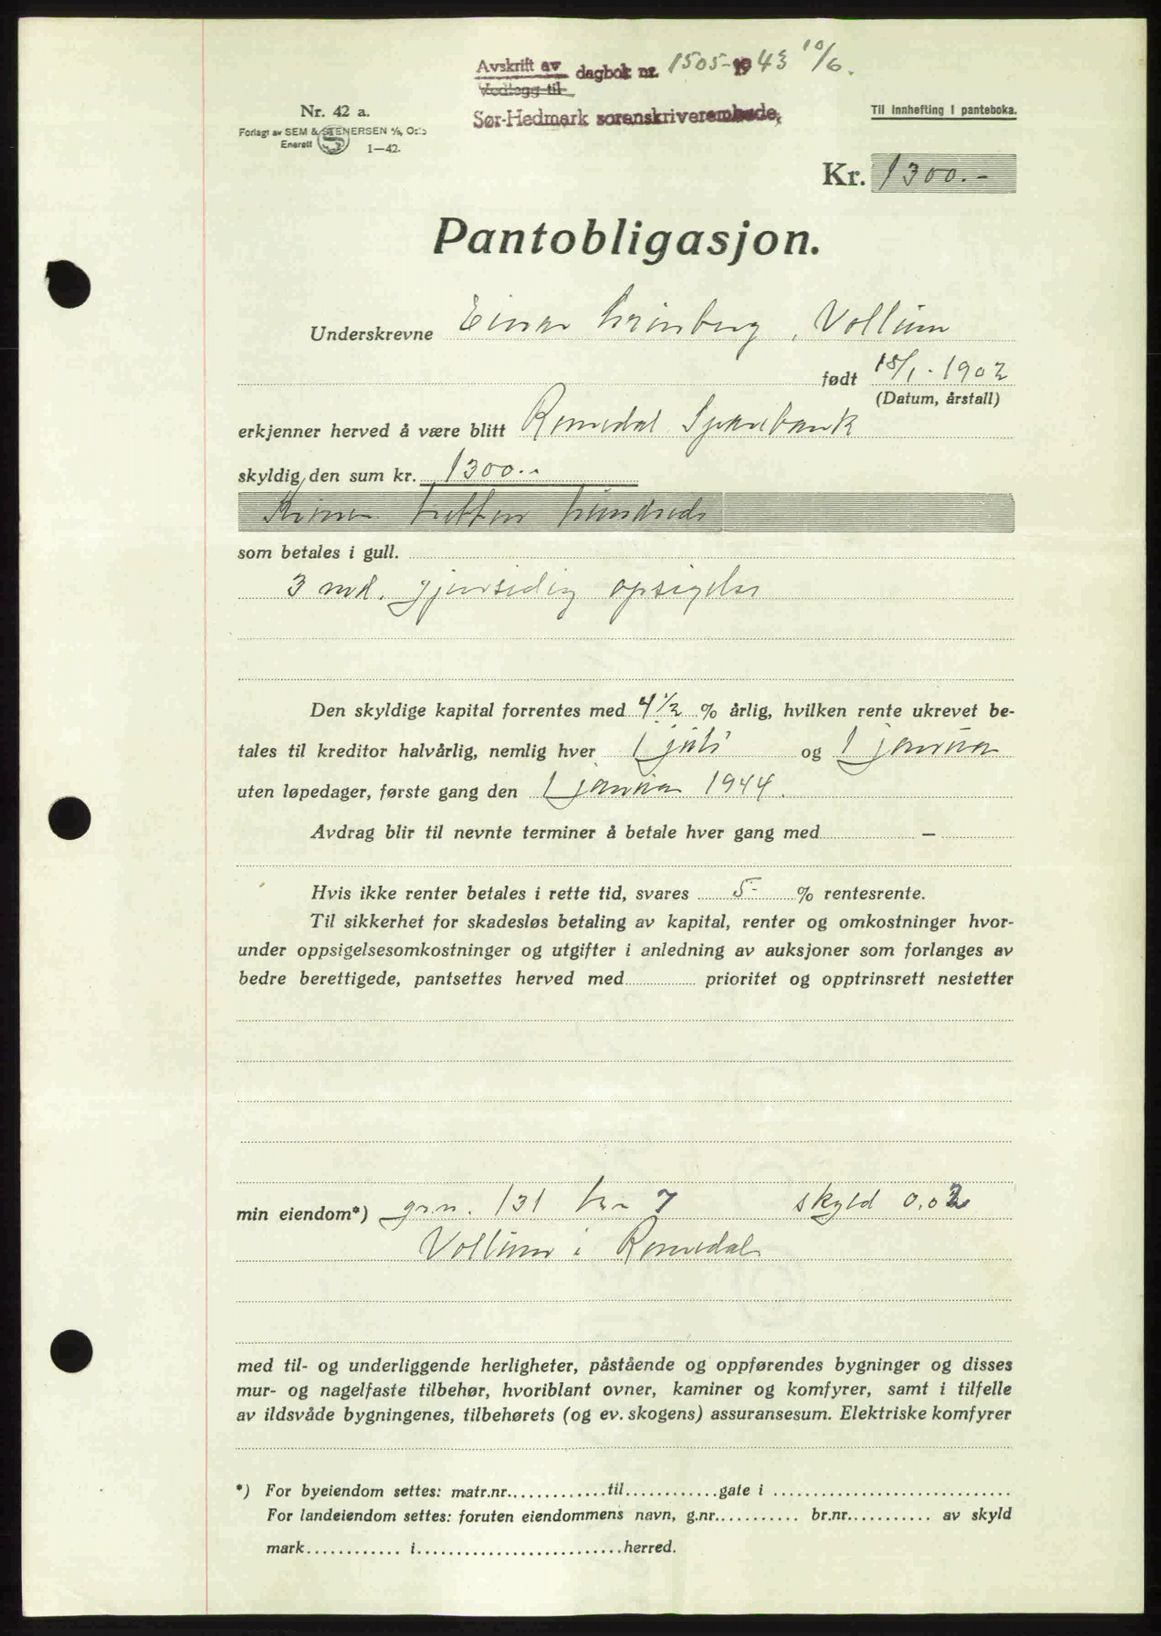 Avskrift av dagbok nr. 1505-1943 10/6.
Vedlegg til
Sør-Hedmark sorenskriverembede,
Til innhefting i panteboka.
Nr. 42 a.
Forlagt av SEM & STENERSEN A/S, Oslo
Enerett 1—42.
Kr. 1300.-
Pantobligasjon.
Underskrevne Einar Grinberg, Vollum
født 15/1-1902
(Datum, årstall)
erkjenner herved å være blitt Romedal Sparebank
skyldig den sum kr. 1300.-
Kroner tretten hundrede
som betales i gull.
3 md. gjensidig opsigelse
Den skyldige kapital forrentes med 4 1/2 % årlig, hvilken rente ukrevet be-
tales til kreditor halvårlig, nemlig hver 1 juli og 1 januar
uten løpedager, første gang den 1 januar 1944.
Avdrag blir til nevnte terminer å betale hver gang med —
Hvis ikke renter betales i rette tid, svares 5- % rentesrente.
Til sikkerhet for skadesløs betaling av kapital, renter og omkostninger hvor-
under oppsigelsesomkostninger og utgifter i anledning av auksjoner som forlanges av
bedre berettigede, pantsettes herved med prioritet og opptrinsrett nestetter
min eiendom*) gr.n. 131 br. 7 skyld 0.02
Vollum i Romedal
med til- og underliggende herligheter, påstående og oppførendes bygninger og disses
mur- og nagelfaste tilbehør, hvoriblant ovner, kaminer og komfyrer, samt i tilfelle
av ildsvåde bygningenes, tilbehørets (og ev. skogens) assuransesum. Elektriske komfyrer
*) For byeiendom settes: matr.nr.............til............gate i ..............................
For landeiendom settes: foruten eiendommens navn, g.nr........... br.nr........... av skyld
mark............ i..........................herred.